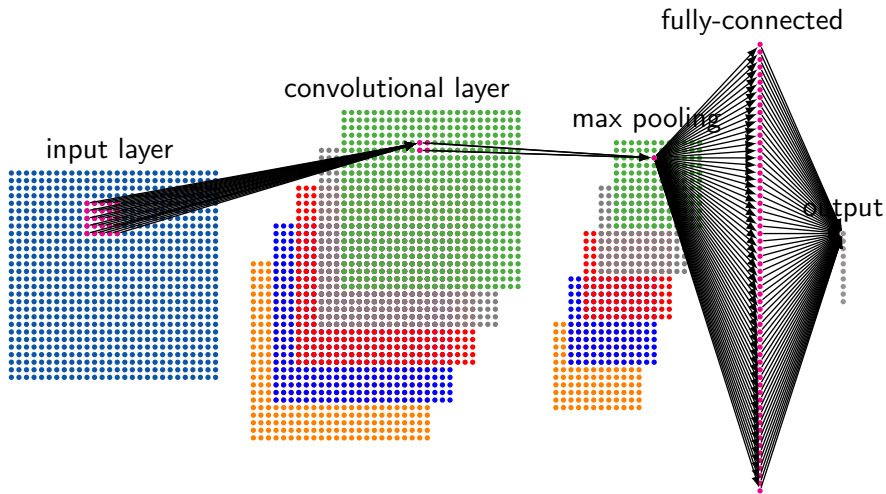 input layer
convolutional layer
max pooling
fully-connected
output